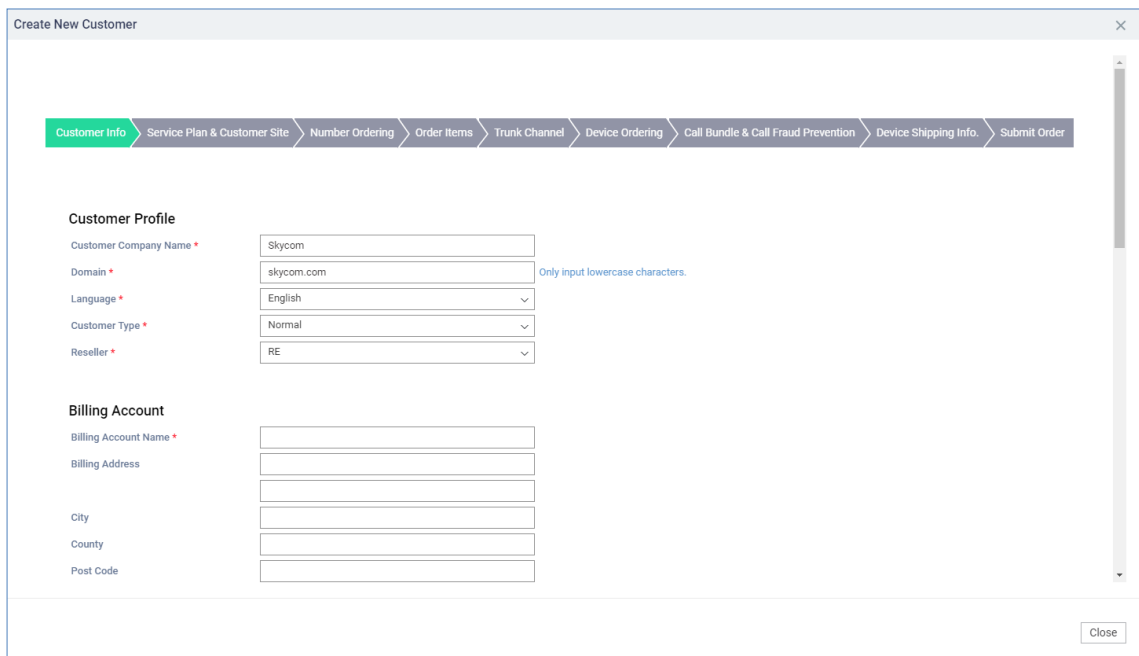 Create New Customer
Customer Info Service Plan & Customer Site Number Ordering Order Items Trunk Channel Device Ordering Call Bundle & Call Fraud Prevention Device Shipping Info. Submit Order
Customer Profile
Customer Company Name * Skycom
Domain * skycom.com Only input lowercase characters.
Language * English
Customer Type * Normal
Reseller * RE
Billing Account
Billing Account Name *
Billing Address
City
County
Post Code
Close